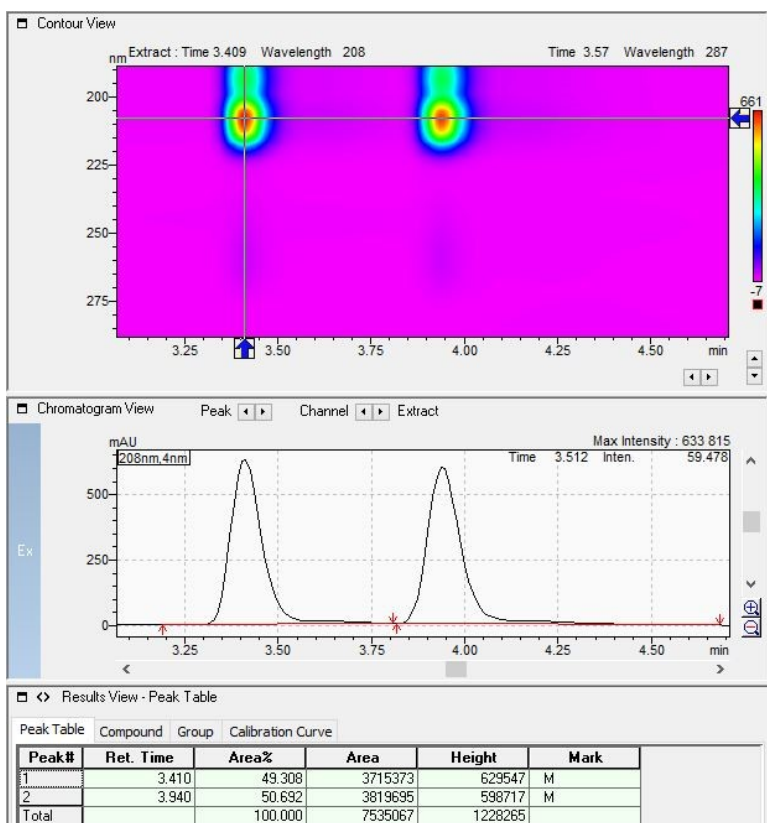 Contour View
nm Extract : Time 3.409 Wavelength 208 Time 3.57 Wavelength 287
661
200
225
250
275
-7
3.25 3.50 3.75 4.00 4.25 4.50 min
Chromatogram View Peak Channel Extract
mAU Max Intensity : 633 815
208nm,4nm Time 3.512 Inten. 59.478
500
250
0
Ex
3.25 3.50 3.75 4.00 4.25 4.50 min
Results View - Peak Table
Peak Table Compound Group Calibration Curve
Peak# Ret. Time Area% Area Height Mark
1 3.410 49.308 3715373 629547 M
2 3.940 50.692 3819695 598717 M
Total 100.000 7535067 1228265